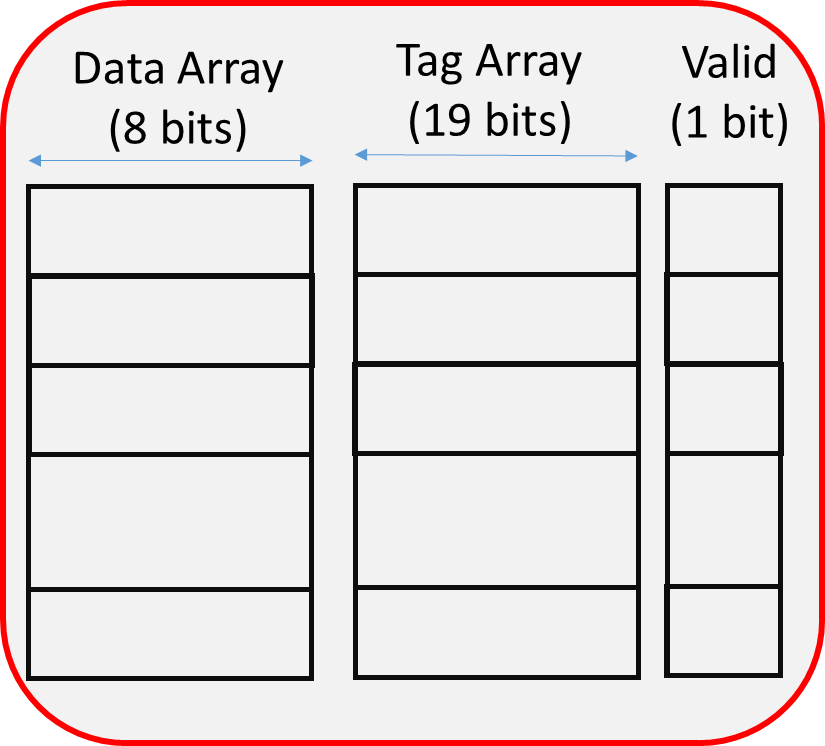 Data Array
(8 bits)
Tag Array
(19 bits)
Valid
(1 bit)